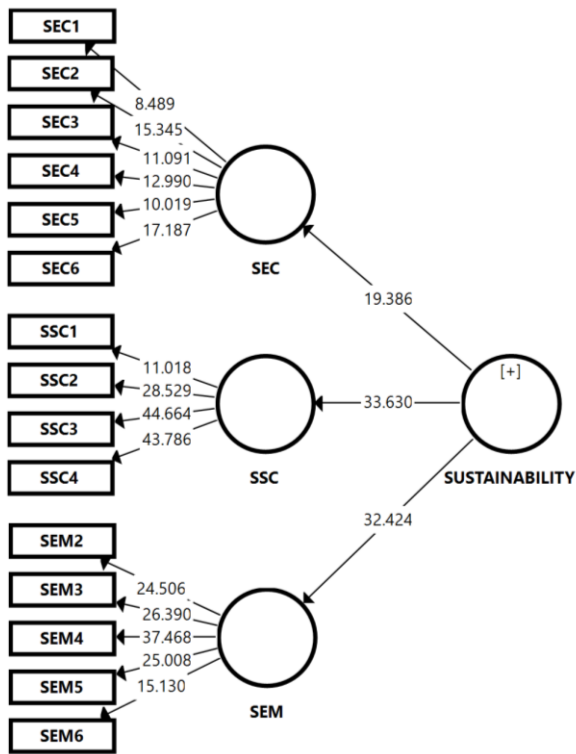 SEC1
SEC2
SEC3
SEC4
SEC5
SEC6
8.489
15.345
11.091
12.990
10.019
17.187
SEC
19.386
SSC1
SSC2
SSC3
SSC4
11.018
28.529
44.664
43.786
SSC
33.630
[+]
SUSTAINABILITY
32.424
SEM2
SEM3
SEM4
SEM5
SEM6
24.506
26.390
37.468
25.008
15.130
SEM